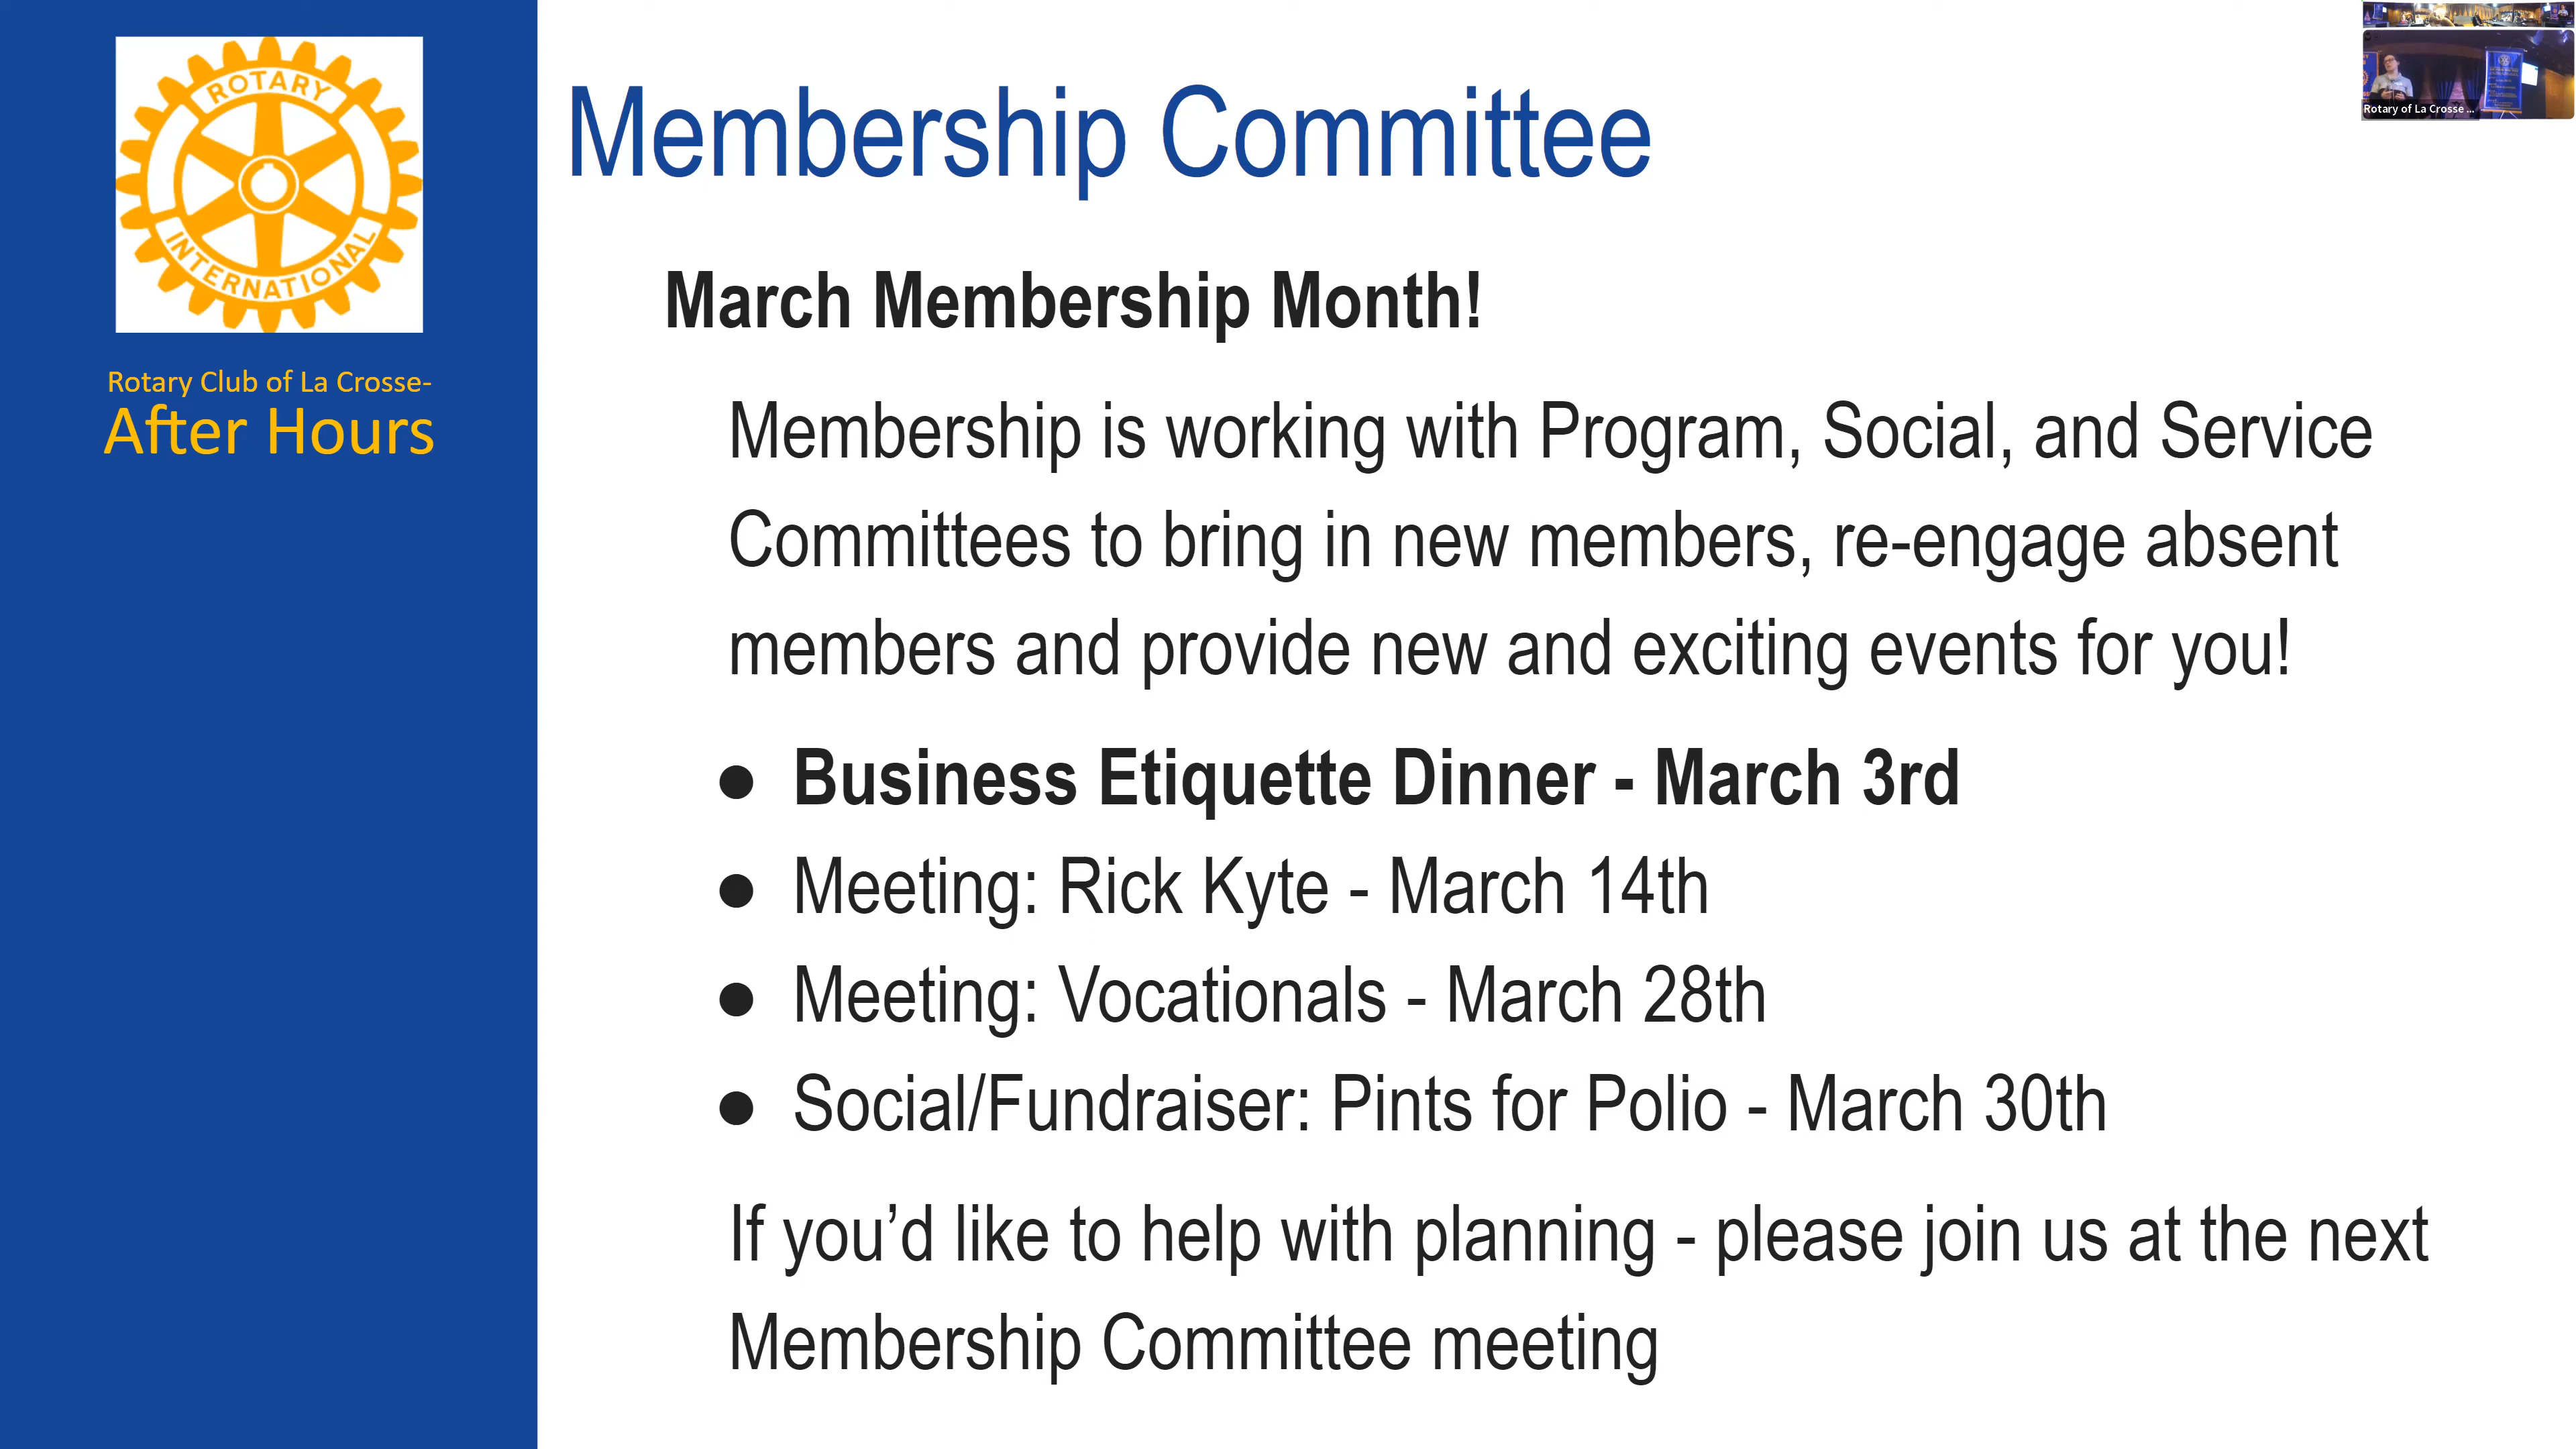 ROTARY
INTERNATIONAL
Rotary Club of La Crosse-
After Hours
Membership Committee
March Membership Month!
Membership is working with Program, Social, and Service
Committees to bring in new members, re-engage absent
members and provide new and exciting events for you!
● Business Etiquette Dinner - March 3rd
● Meeting: Rick Kyte - March 14th
● Meeting: Vocationals - March 28th
● Social/Fundraiser: Pints for Polio - March 30th
If you’d like to help with planning - please join us at the next
Membership Committee meeting
Rotary of La Crosse ...